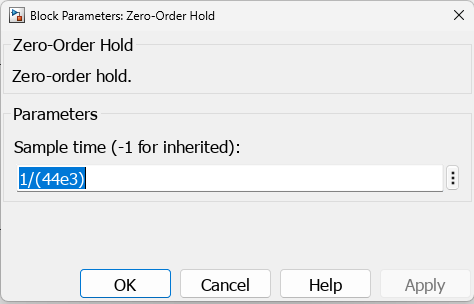 Block Parameters: Zero-Order Hold
Zero-Order Hold
Zero-order hold.
Parameters
Sample time (-1 for inherited):
1/(44e3)
OK Cancel Help Apply